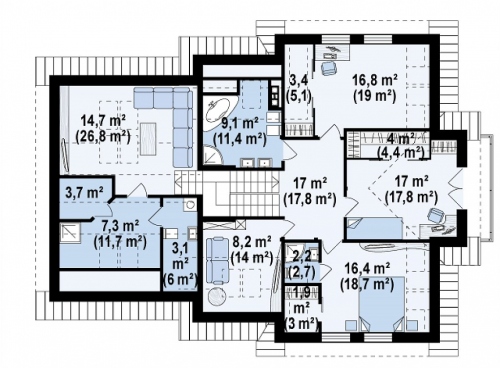 3,4
(5,1)
16,8 m²
(19 m²)
14,7 m²
(26,8 m²)
9,1 m²
(11,4 m²)
4 m²
(4,4 m²)
17 m²
(17,8 m²)
17 m²
(17,8 m²)
3,7 m²
7,3 m²
(11,7 m²)
3,1
m²
(6 m²)
8,2 m²
(14 m²)
2,2
(2,7)
16,4 m²
(18,7 m²)
1,9
m²
(3 m²)